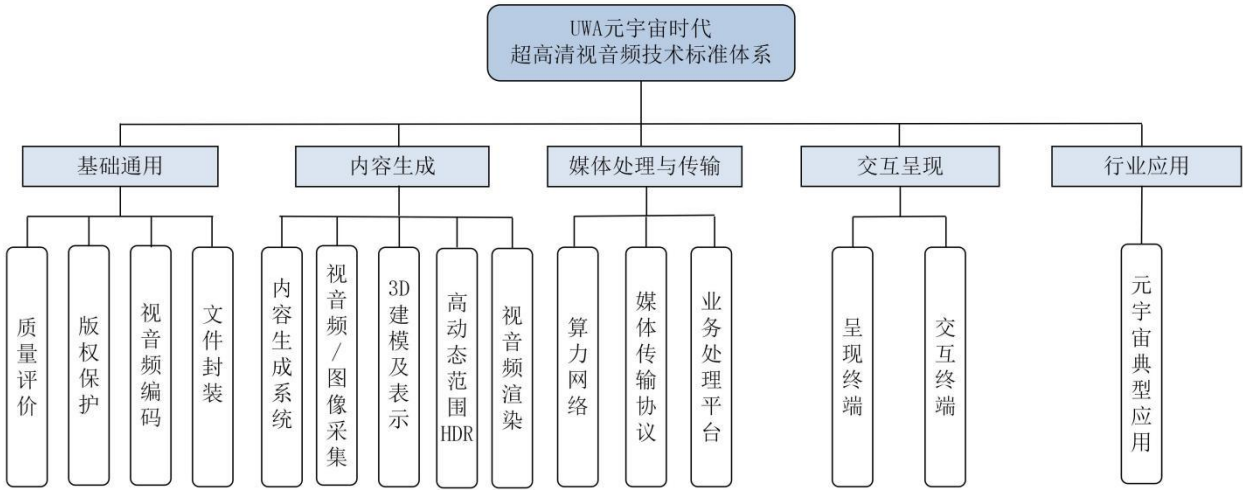 UWA元宇宙时代
超高清视音频技术标准体系
基础通用
内容生成
媒体处理与传输
交互呈现
行业应用
质量评价
版权保护
视音频编码
文件封装
内容生成系统
视音频/图像采集
3D建模及表示
高动态范围HDR
视音频渲染
算力网络
媒体传输协议
业务处理平台
呈现终端
交互终端
元宇宙典型应用